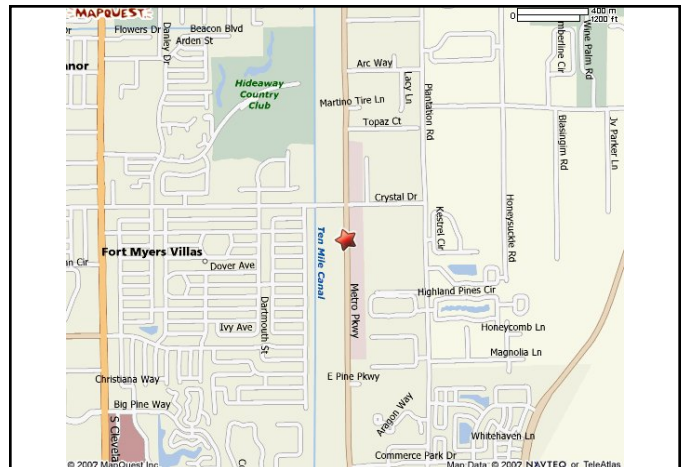 MAPQUEST
400 m
0
1200 ft
Flowers Dr
Beacon Blvd
Danley Dr
Arden St
anor
Hideaway
Country
Club
Arc Way
Lacy Ln
Plantation Rd
mberline Cir
Wine Palm Rd
Martino Tire Ln
Topaz Ct
Blasingim Rd
Jv Parker Ln
Crystal Dr
Kestrel Cir
Honeysuckle Rd
Fort Myers Villas
n Cir
Dover Ave
Ten Mile Canal
Metro Pkwy
Highland Pines Cir
Dartmouth St
Ivy Ave
Honeycomb Ln
Magnolia Ln
Christiana Way
E Pine Pkwy
Big Pine Way
S Clevela
Aragon Way
Whitehaven Ln
Commerce Park Dr
© 2007 MapQuest Inc
Map Data © 2007 NAVTEQ or TeleAtlas